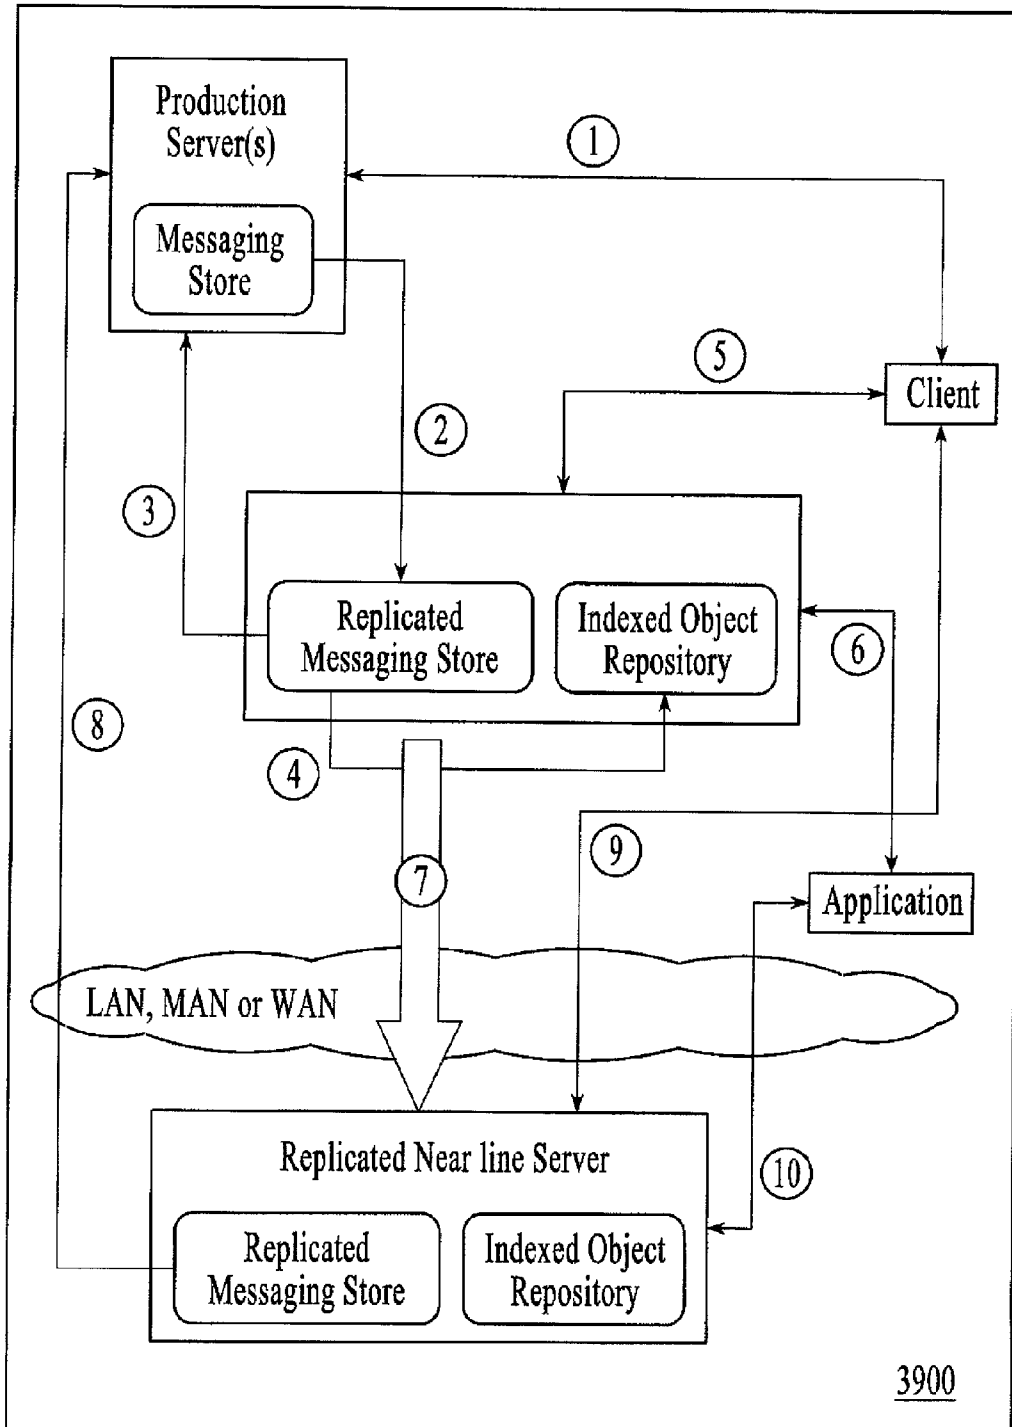 Production
Server(s)
1
Messaging
Store
5
Client
2
3
Replicated
Messaging Store
Indexed Object
Repository
6
8
4
9
7
Application
LAN, MAN or WAN
Replicated Near line Server
10
Replicated
Messaging Store
Indexed Object
Repository
3900